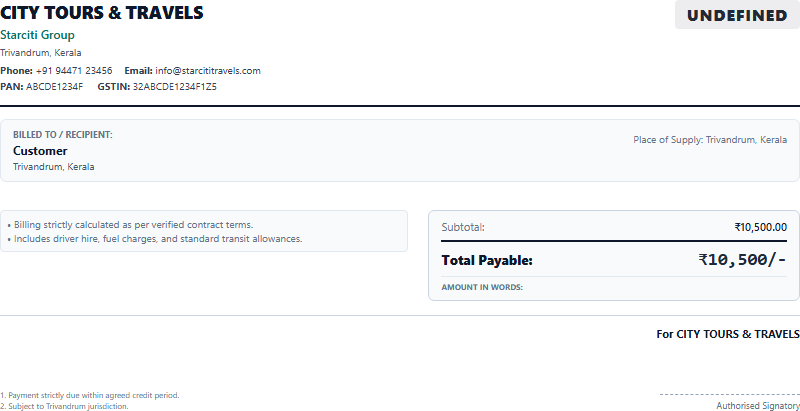 CITY TOURS & TRAVELS
UNDEFINED
Starciti Group
Trivandrum, Kerala
Phone: +91 94471 23456 Email: info@starcititravels.com
PAN: ABCDE1234F GSTIN: 32ABCDE1234F1Z5
BILLED TO / RECIPIENT:
Customer
Trivandrum, Kerala
Place of Supply: Trivandrum, Kerala
• Billing strictly calculated as per verified contract terms.
• Includes driver hire, fuel charges, and standard transit allowances.
Subtotal: ₹10,500.00
Total Payable: ₹10,500/-
AMOUNT IN WORDS:
For CITY TOURS & TRAVELS
1. Payment strictly due within agreed credit period.
2. Subject to Trivandrum jurisdiction.
Authorised Signatory